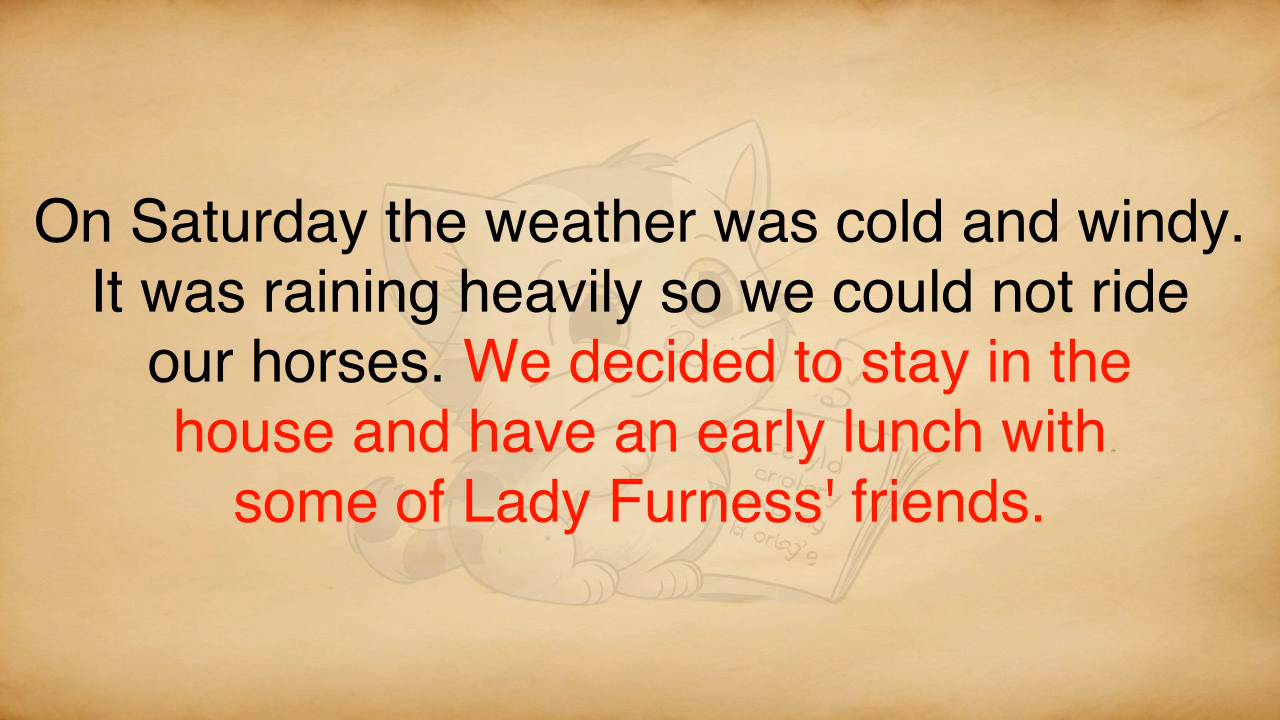 On Saturday the weather was cold and windy.
It was raining heavily so we could not ride
our horses. We decided to stay in the
house and have an early lunch with
some of Lady Furness' friends.